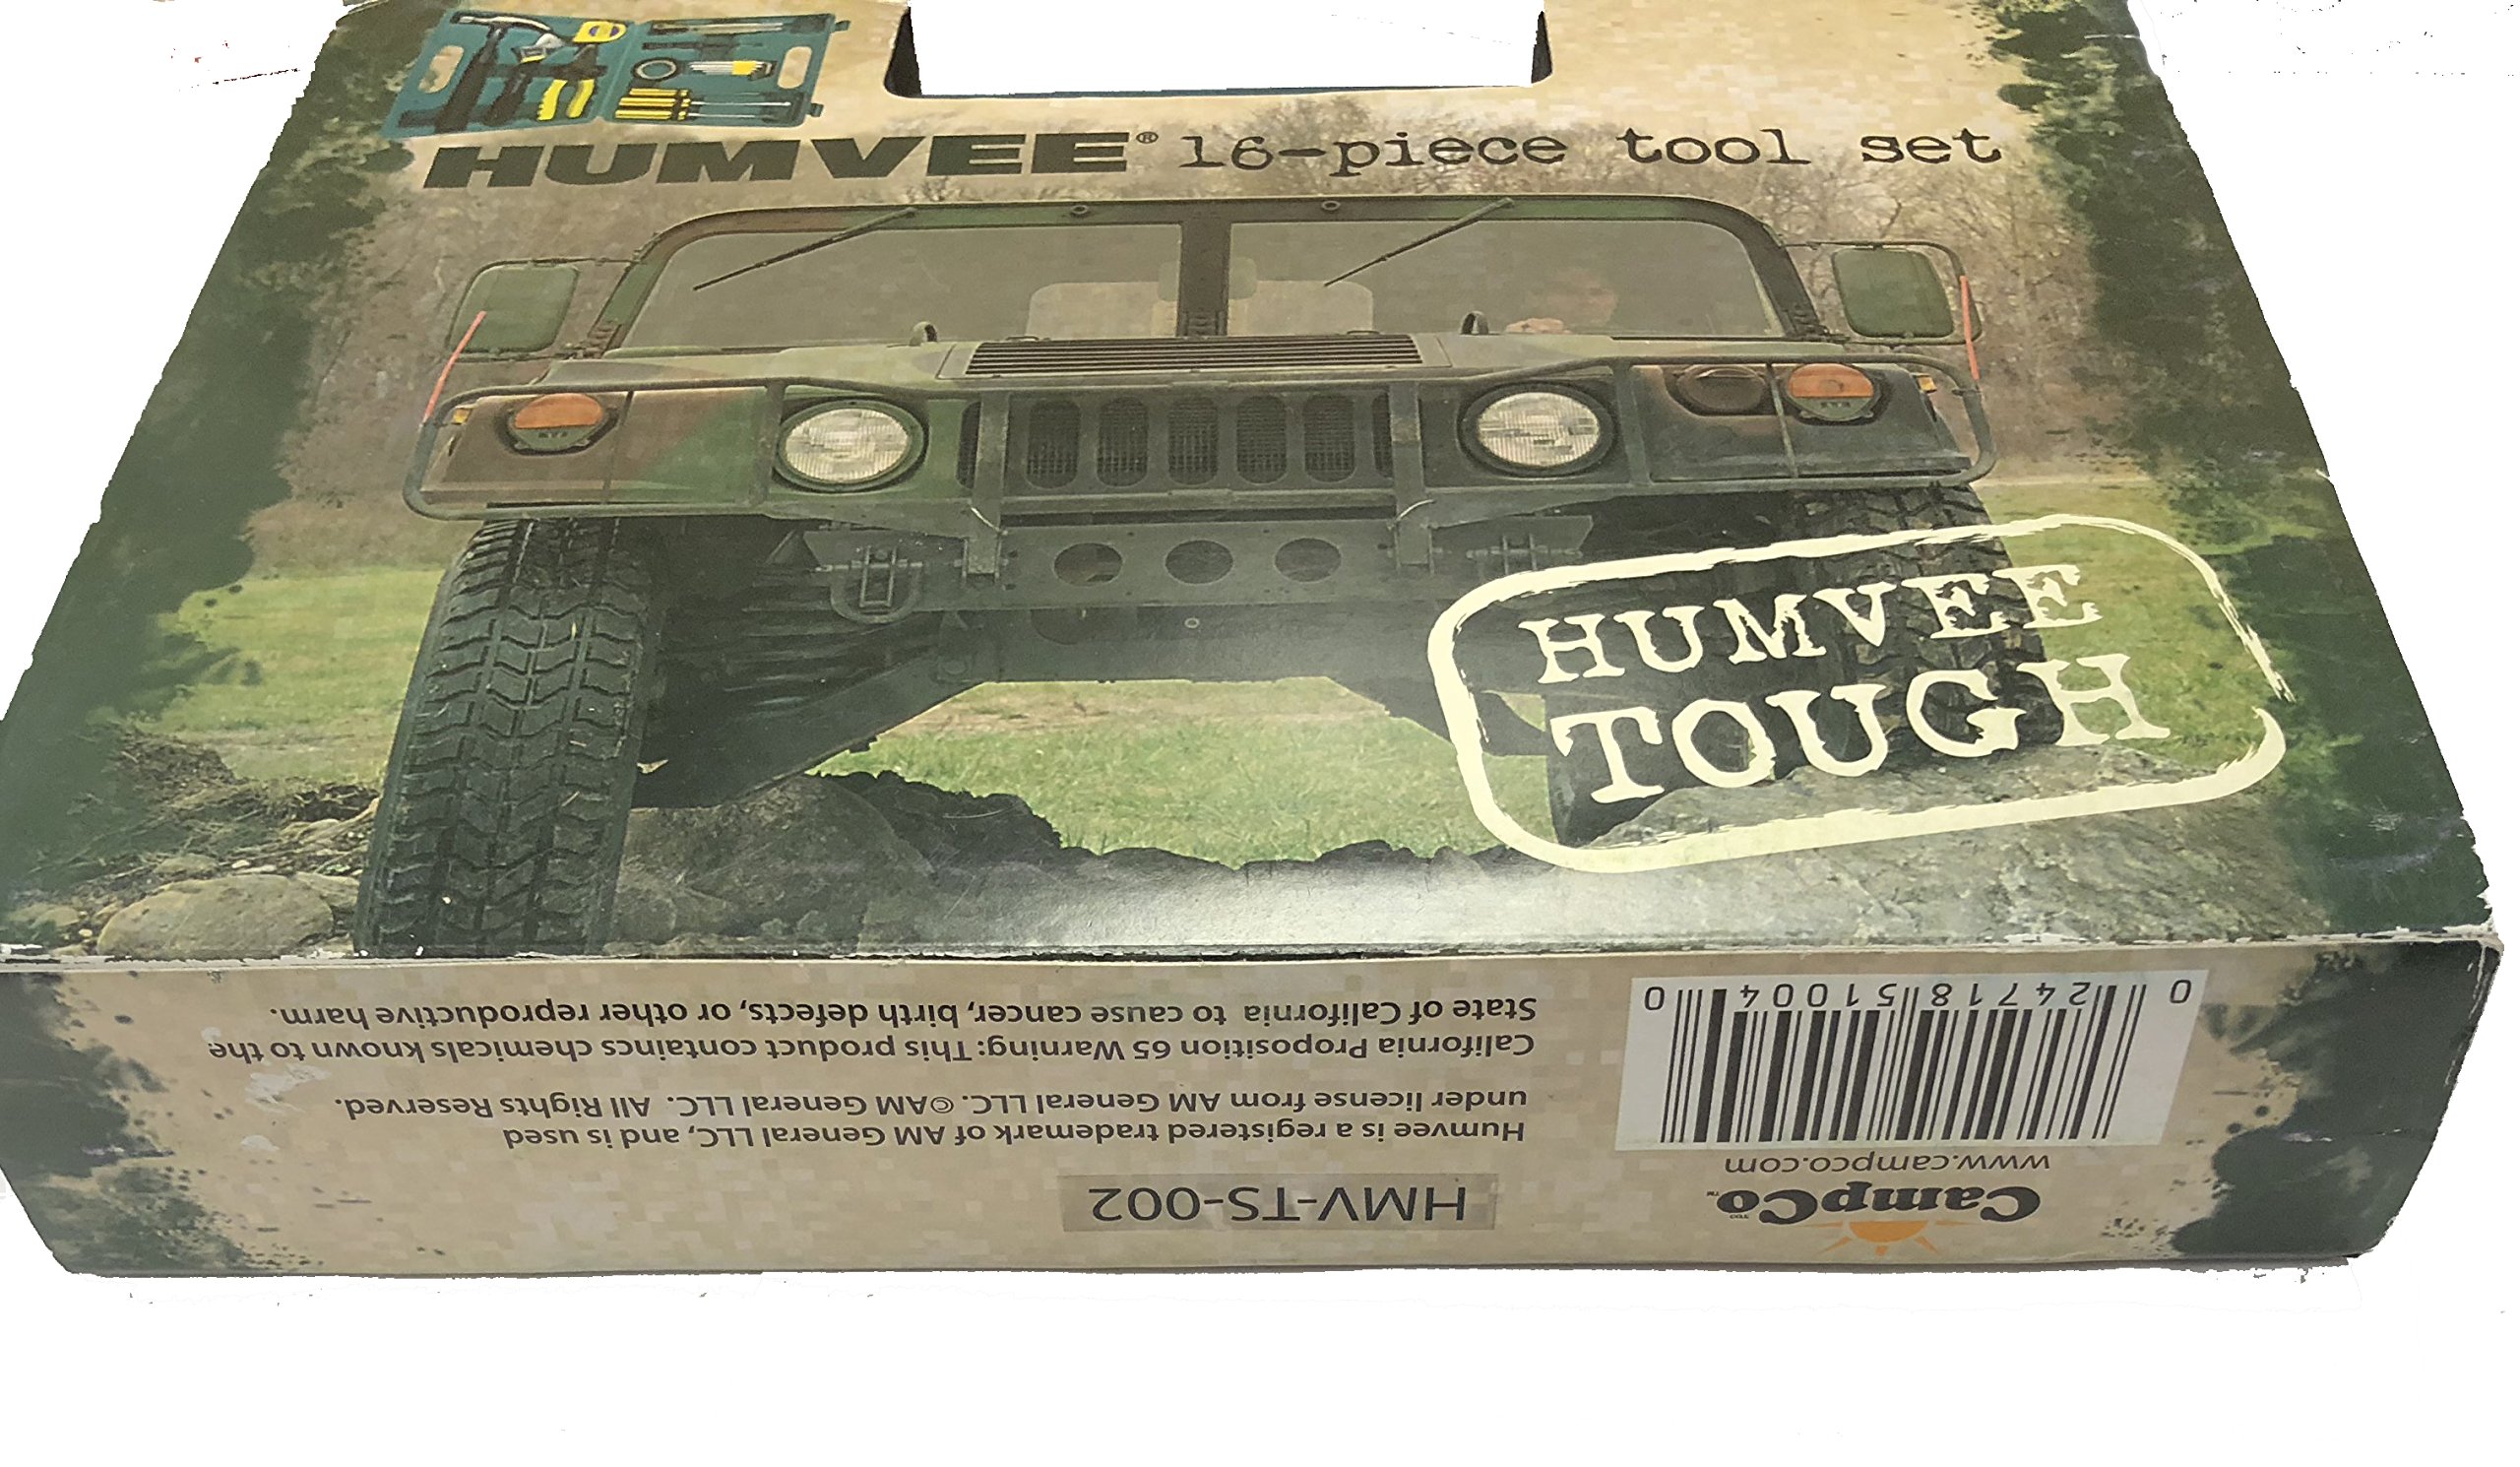 HUMVEE® 16-piece tool set
HUMVEE
TOUGH
CampCo™
www.campco.com
0 24718 51004 0
HMV-TS-002
Humvee is a registered trademark of AM General LLC, and is used
under license from AM General LLC. ©AM General LLC. All Rights Reserved.
California Proposition 65 Warning: This product containcs chemicals known to the
State of California to cause cancer, birth defects, or other reproductive harm.